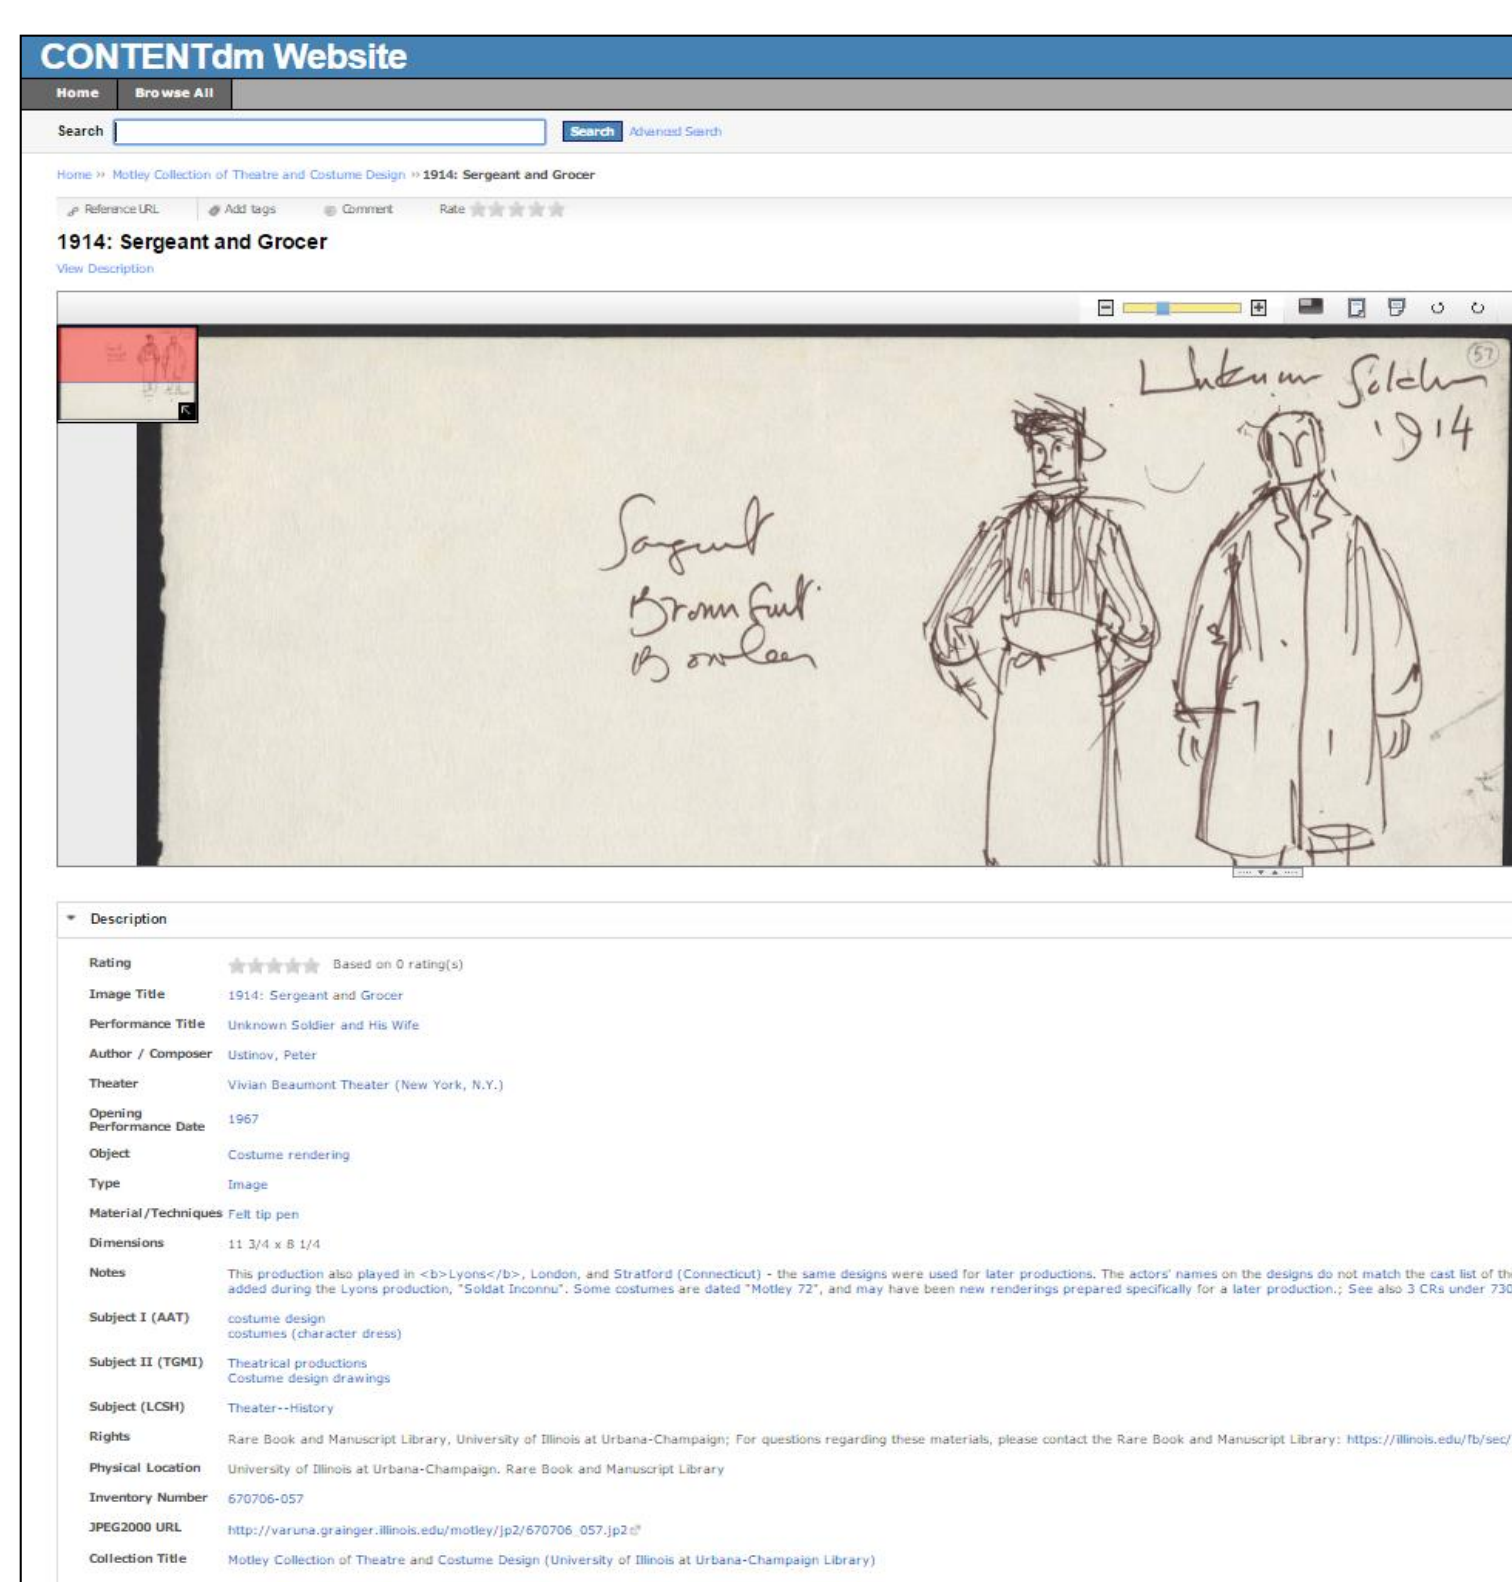 CONTENTdm Website
Home Browse All
Search Search Advanced Search
Home » Motley Collection of Theatre and Costume Design » 1914: Sergeant and Grocer
Reference URL Add tags Comment Rate
1914: Sergeant and Grocer
View Description
57
1914
Description
Rating Based on 0 rating(s)
Image Title 1914: Sergeant and Grocer
Performance Title Unknown Soldier and His Wife
Author / Composer Ustinov, Peter
Theater Vivian Beaumont Theater (New York, N.Y.)
Opening
Performance Date 1967
Object Costume rendering
Type Image
Material/Techniques Felt tip pen
Dimensions 11 3/4 x 8 1/4
Notes This production also played in <b>Lyons</b>, London, and Stratford (Connecticut) - the same designs were used for later productions. The actors' names on the designs do not match the cast list of the
added during the Lyons production, "Soldat Inconnu". Some costumes are dated "Motley 72", and may have been new renderings prepared specifically for a later production.; See also 3 CRs under 730
Subject I (AAT) costume design
costumes (character dress)
Subject II (TGMI) Theatrical productions
Costume design drawings
Subject (LCSH) Theater--History
Rights Rare Book and Manuscript Library, University of Illinois at Urbana-Champaign; For questions regarding these materials, please contact the Rare Book and Manuscript Library: https://illinois.edu/fb/sec/
Physical Location University of Illinois at Urbana-Champaign. Rare Book and Manuscript Library
Inventory Number 670706-057
JPEG2000 URL http://varuna.grainger.illinois.edu/motley/jp2/670706_057.jp2
Collection Title Motley Collection of Theatre and Costume Design (University of Illinois at Urbana-Champaign Library)